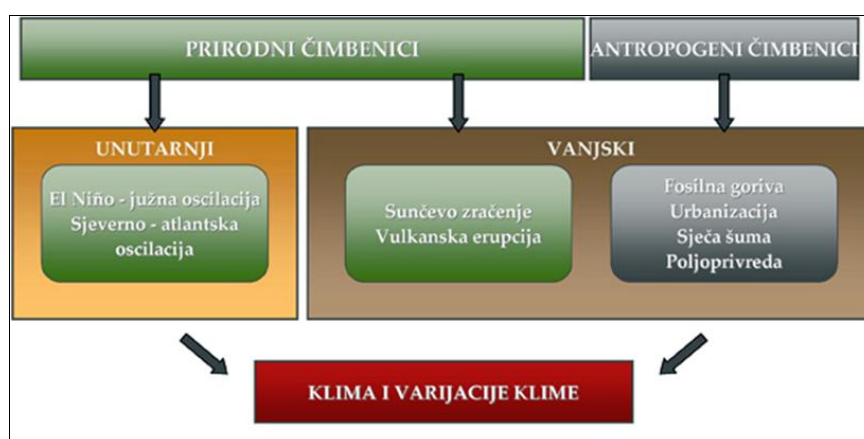 PRIRODNI ČIMBENICI
ANTROPOGENI ČIMBENICI
UNUTARNJI
El Niño - južna oscilacija
Sjeverno - atlantska
oscilacija
VANJSKI
Sunčevo zračenje
Vulkanska erupcija
Fosilna goriva
Urbanizacija
Sječa šuma
Poljoprivreda
KLIMA I VARIJACIJE KLIME